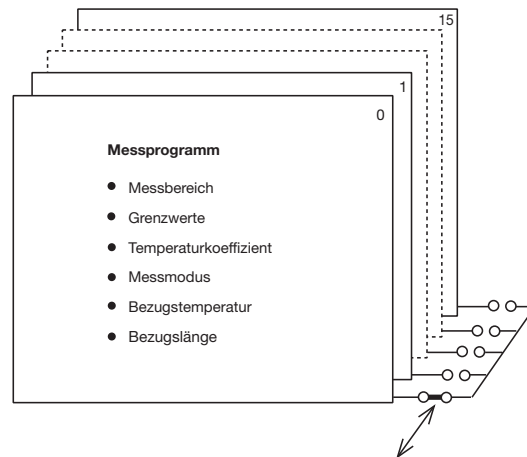 15
1
0
Messprogramm
● Messbereich
● Grenzwerte
● Temperaturkoeffizient
● Messmodus
● Bezugstemperatur
● Bezugslänge